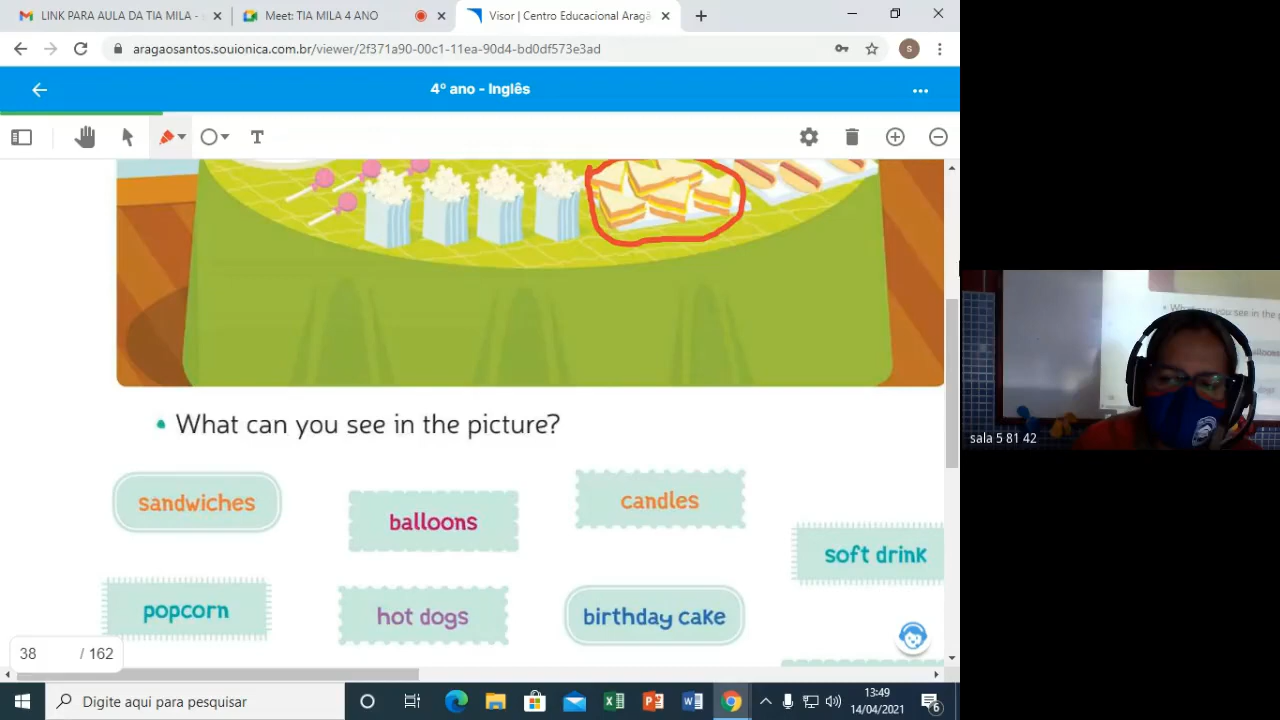 LINK PARA AULA DA TIA MILA - s
Meet: TIA MILA 4 ANO
Visor | Centro Educacional Aragã
aragaosantos.souionica.com.br/viewer/2f371a90-00c1-11ea-90d4-bd0df573e3ad
s
4º ano - Inglês
T
• What can you see in the picture?
sandwiches
balloons
candles
soft drink
popcorn
hot dogs
birthday cake
38 / 162
sala 5 81 42
Digite aqui para pesquisar
13:49
14/04/2021
6